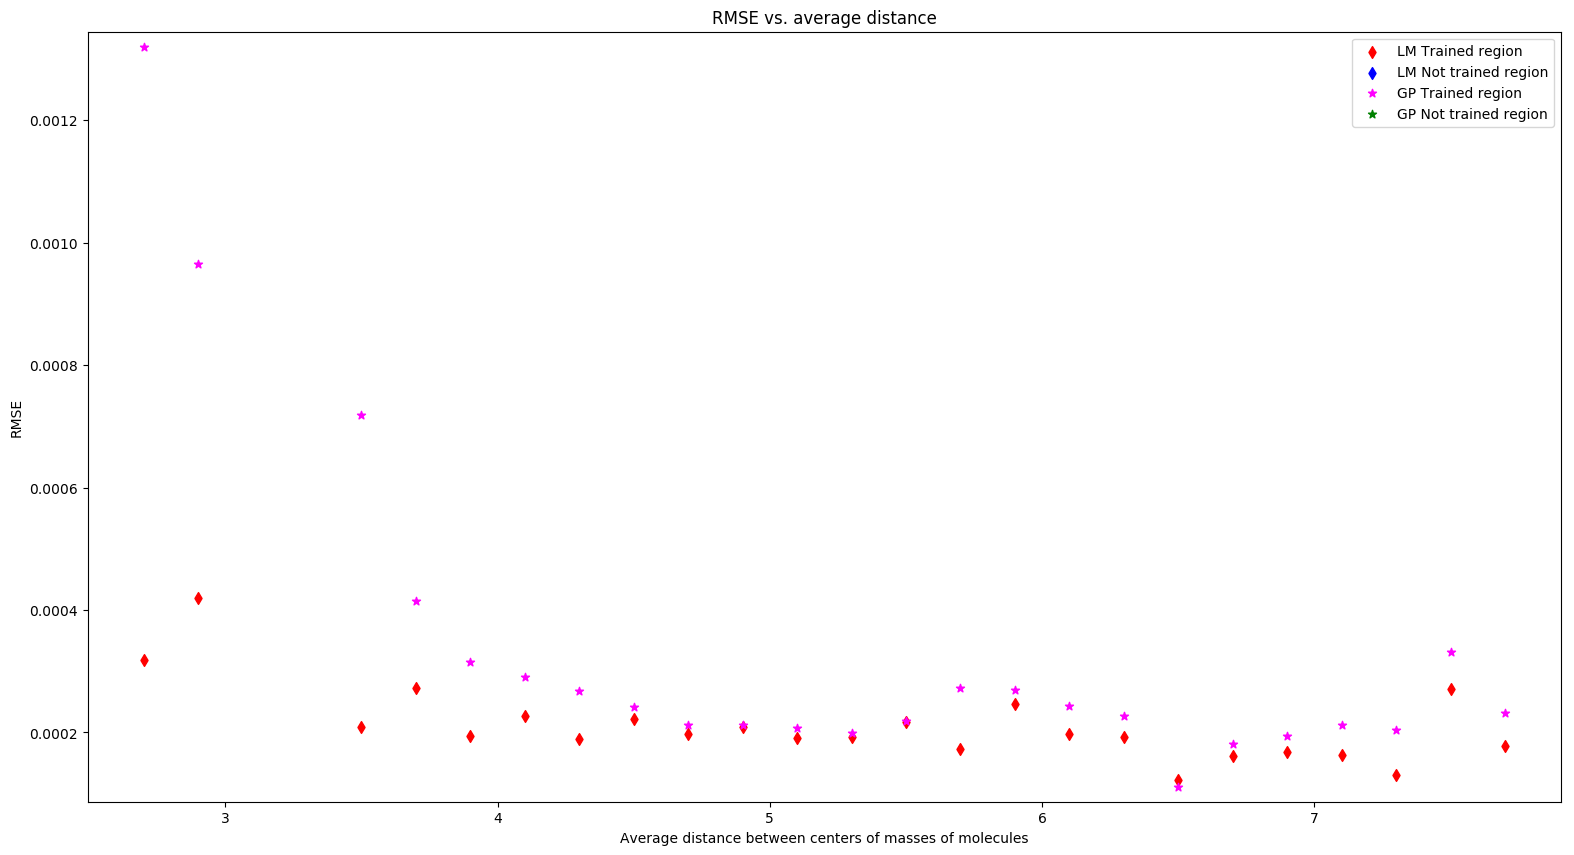 RMSE vs. average distance
LM Trained region
LM Not trained region
GP Trained region
GP Not trained region
0.0012
0.0010
0.0008
0.0006
0.0004
0.0002
RMSE
3 4 5 6 7
Average distance between centers of masses of molecules